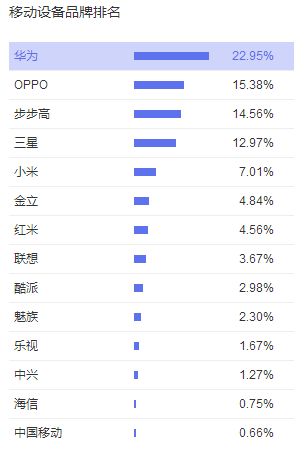 移动设备品牌排名
华为 22.95%
OPPO 15.38%
步步高 14.56%
三星 12.97%
小米 7.01%
金立 4.84%
红米 4.56%
联想 3.67%
酷派 2.98%
魅族 2.30%
乐视 1.67%
中兴 1.27%
海信 0.75%
中国移动 0.66%